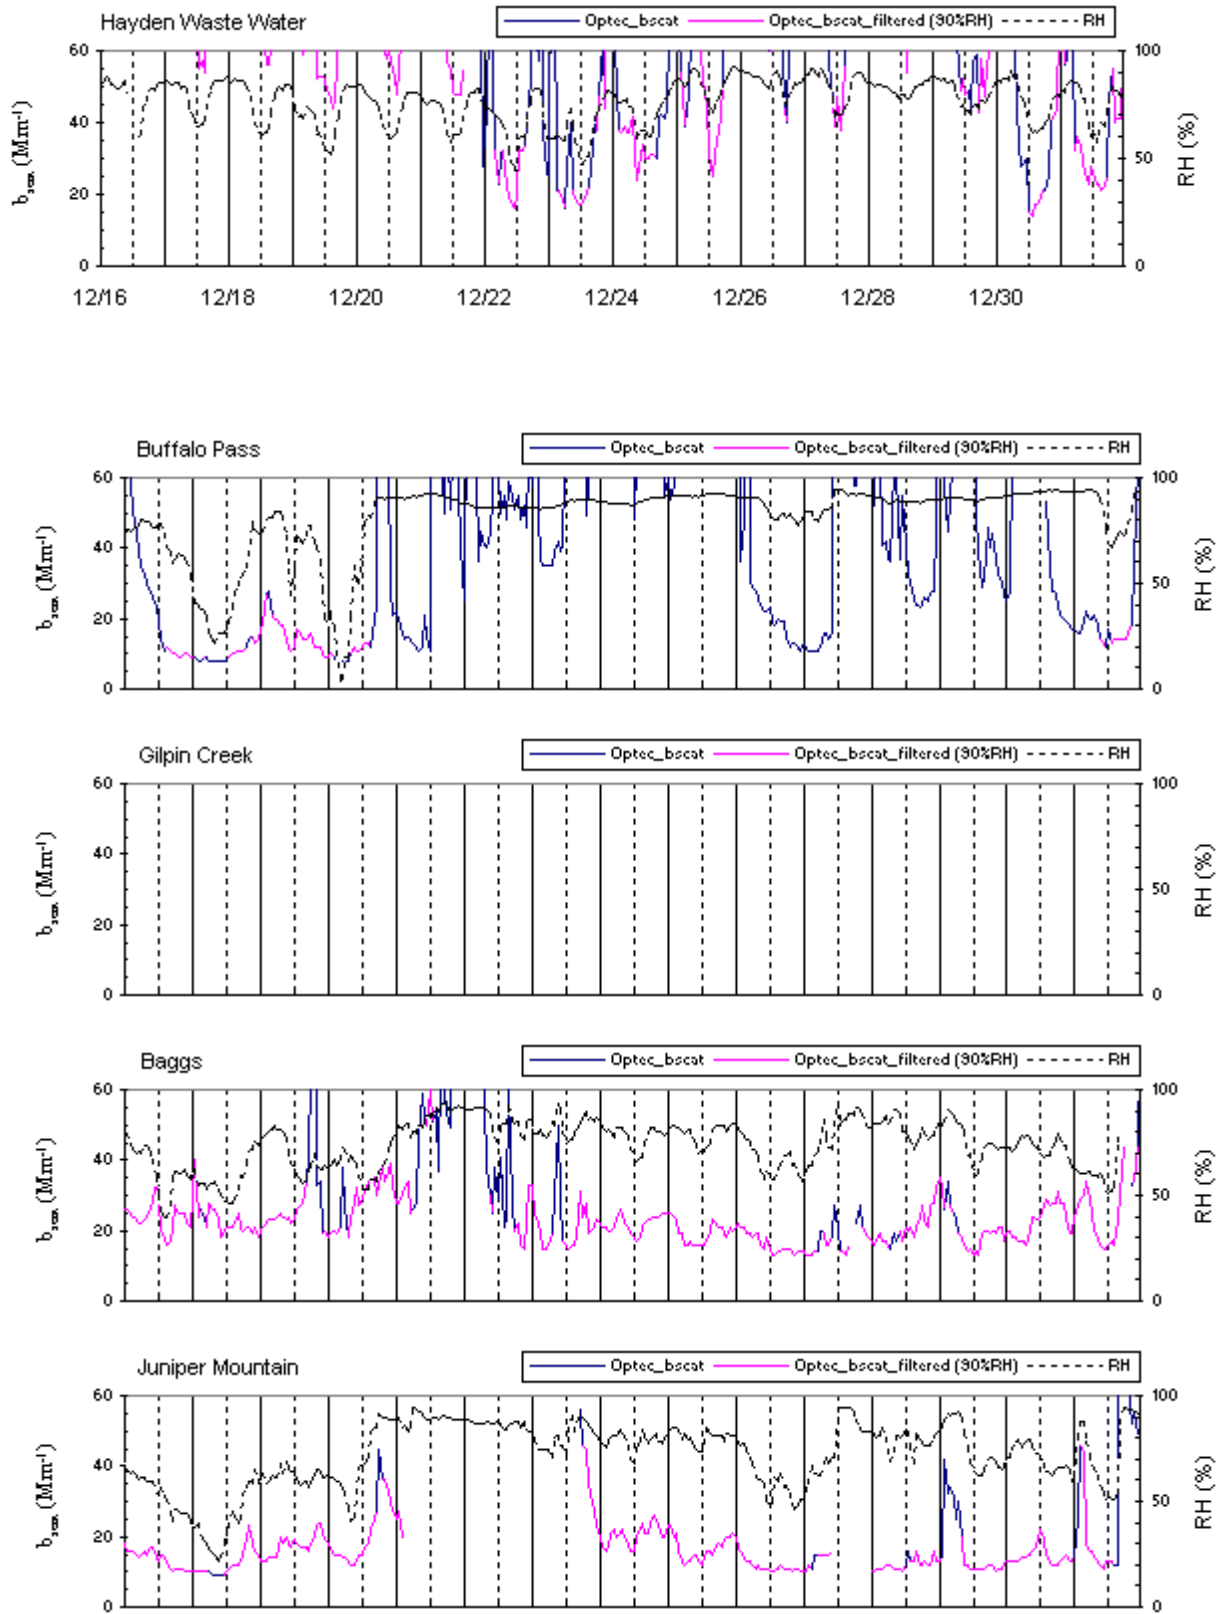 Hayden Waste Water
Optec_bscat Optec_bscat_filtered (90%RH) RH
60 40 20 0
100 50 0
bscat (Mm-1)
RH (%)
12/16 12/18 12/20 12/22 12/24 12/26 12/28 12/30
Buffalo Pass
Optec_bscat Optec_bscat_filtered (90%RH) RH
60 40 20 0
100 50 0
bscat (Mm-1)
RH (%)
Gilpin Creek
Optec_bscat Optec_bscat_filtered (90%RH) RH
60 40 20 0
100 50 0
bscat (Mm-1)
RH (%)
Baggs
Optec_bscat Optec_bscat_filtered (90%RH) RH
60 40 20 0
100 50 0
bscat (Mm-1)
RH (%)
Juniper Mountain
Optec_bscat Optec_bscat_filtered (90%RH) RH
60 40 20 0
100 50 0
bscat (Mm-1)
RH (%)